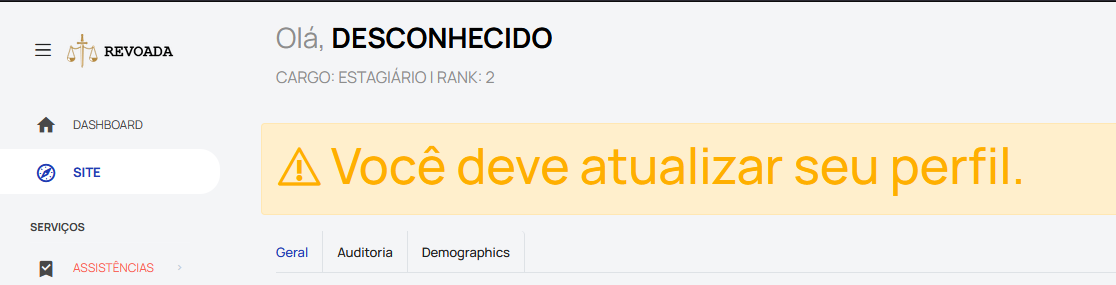 REVOADA
DASHBOARD
SITE
SERVIÇOS
ASSISTÊNCIAS
Olá, DESCONHECIDO
CARGO: ESTAGIÁRIO | RANK: 2
Você deve atualizar seu perfil.
Geral
Auditoria
Demographics